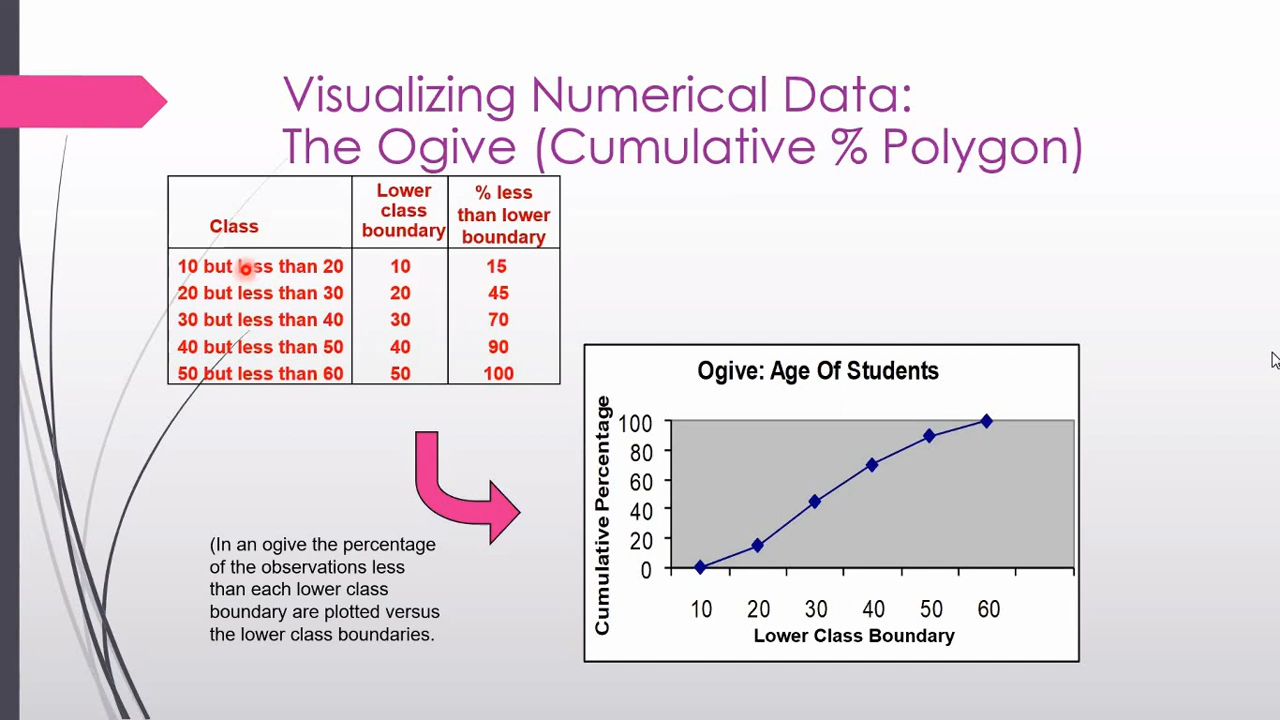 Visualizing Numerical Data:
The Ogive (Cumulative % Polygon)
Class
Lower
class
boundary
% less
than lower
boundary
10 but less than 20 10 15
20 but less than 30 20 45
30 but less than 40 30 70
40 but less than 50 40 90
50 but less than 60 50 100
(In an ogive the percentage
of the observations less
than each lower class
boundary are plotted versus
the lower class boundaries.
Ogive: Age Of Students
Cumulative Percentage
100
80
60
40
20
0
10 20 30 40 50 60
Lower Class Boundary